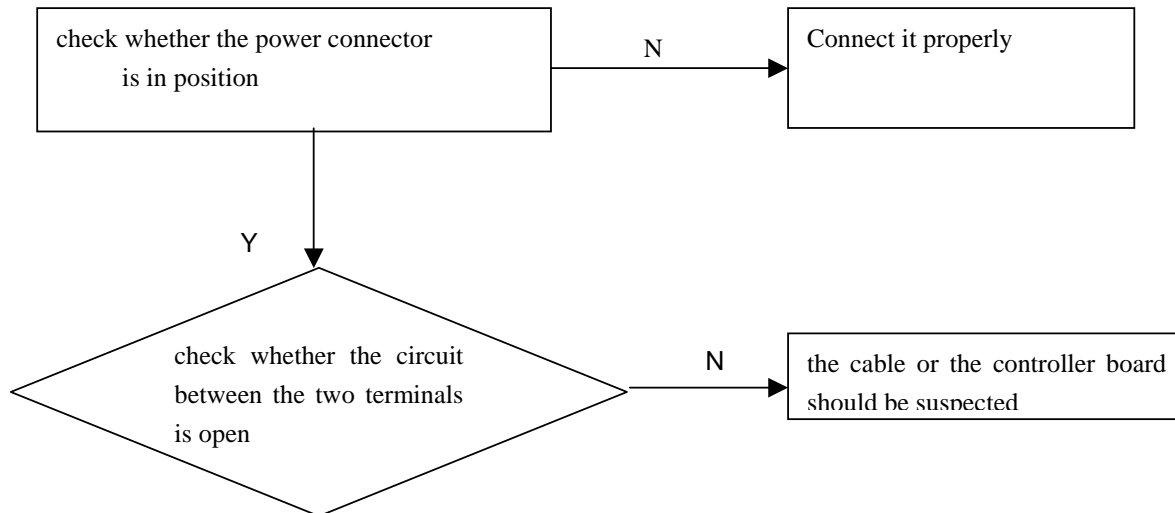 check whether the power connector
is in position
N
Connect it properly
Y
check whether the circuit
between the two terminals
is open
N
the cable or the controller board
should be suspected